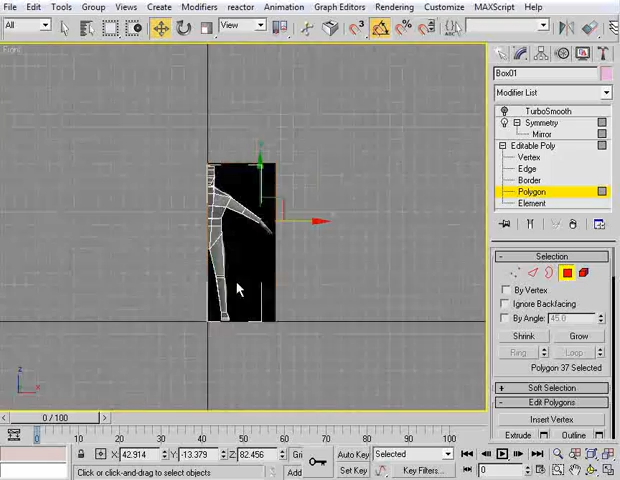 File Edit Tools Group Views Create Modifiers reactor Animation Graph Editors Rendering Customize MAXScript Help
All View
Front
Box01
Modifier List
TurboSmooth
Symmetry
Mirror
Editable Poly
Vertex
Edge
Border
Polygon
Element
Selection
By Vertex
Ignore Backfacing
By Angle: 45.0
Shrink Grow
Ring Loop
Polygon 37 Selected
Soft Selection
Edit Polygons
Insert Vertex
Extrude Outline
z
x
0 / 100
0 10 20 30 40 50 60 70 80 90 100
X: 42.914 Y: -13.379 Z: 82.456 Auto Key Selected
Click or click-and-drag to select objects Set Key Key Filters... 0